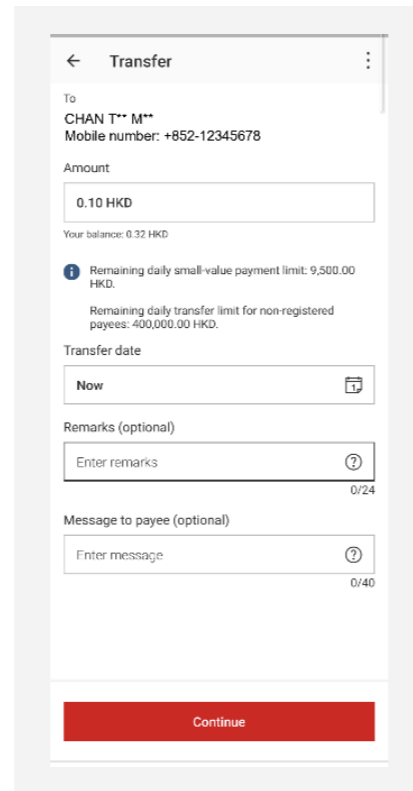 Transfer
To
CHAN T** M**
Mobile number: +852-12345678
Amount
0.10 HKD
Your balance: 0.32 HKD
Remaining daily small-value payment limit: 9,500.00
HKD.
Remaining daily transfer limit for non-registered
payees: 400,000.00 HKD.
Transfer date
Now
Remarks (optional)
Enter remarks
0/24
Message to payee (optional)
Enter message
0/40
Continue